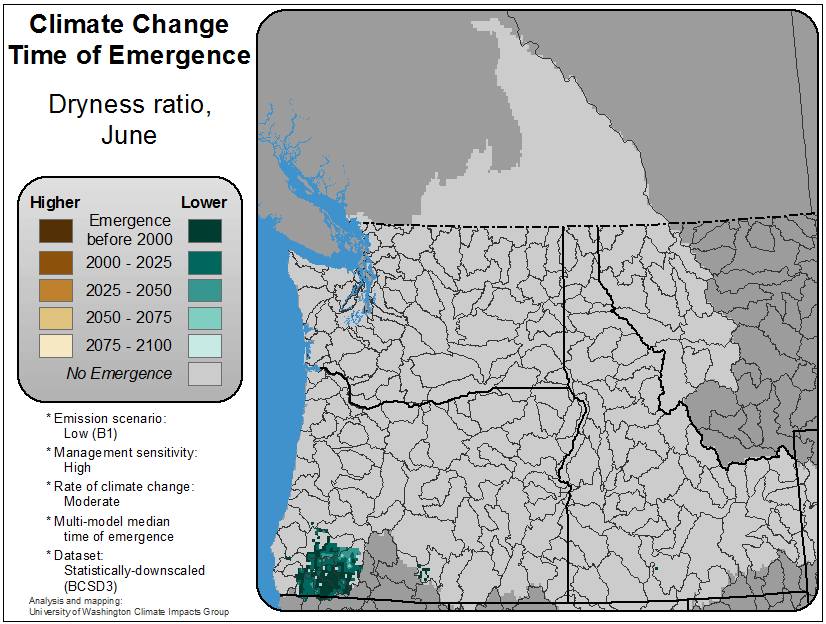 Climate Change
Time of Emergence
Dryness ratio,
June
Higher Lower
Emergence
before 2000
2000 - 2025
2025 - 2050
2050 - 2075
2075 - 2100
No Emergence
* Emission scenario:
Low (B1)
* Management sensitivity:
High
* Rate of climate change:
Moderate
* Multi-model median
time of emergence
* Dataset:
Statistically-downscaled
(BCSD3)
Analysis and mapping:
University of Washington Climate Impacts Group